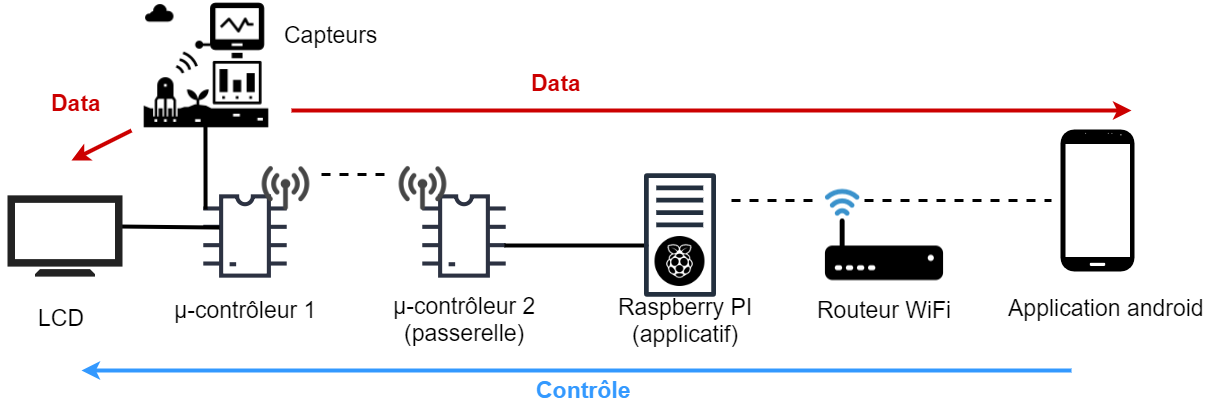 Capteurs
Data
Data
LCD
µ-contrôleur 1
µ-contrôleur 2
(passerelle)
Raspberry PI
(applicatif)
Routeur WiFi
Application android
Contrôle